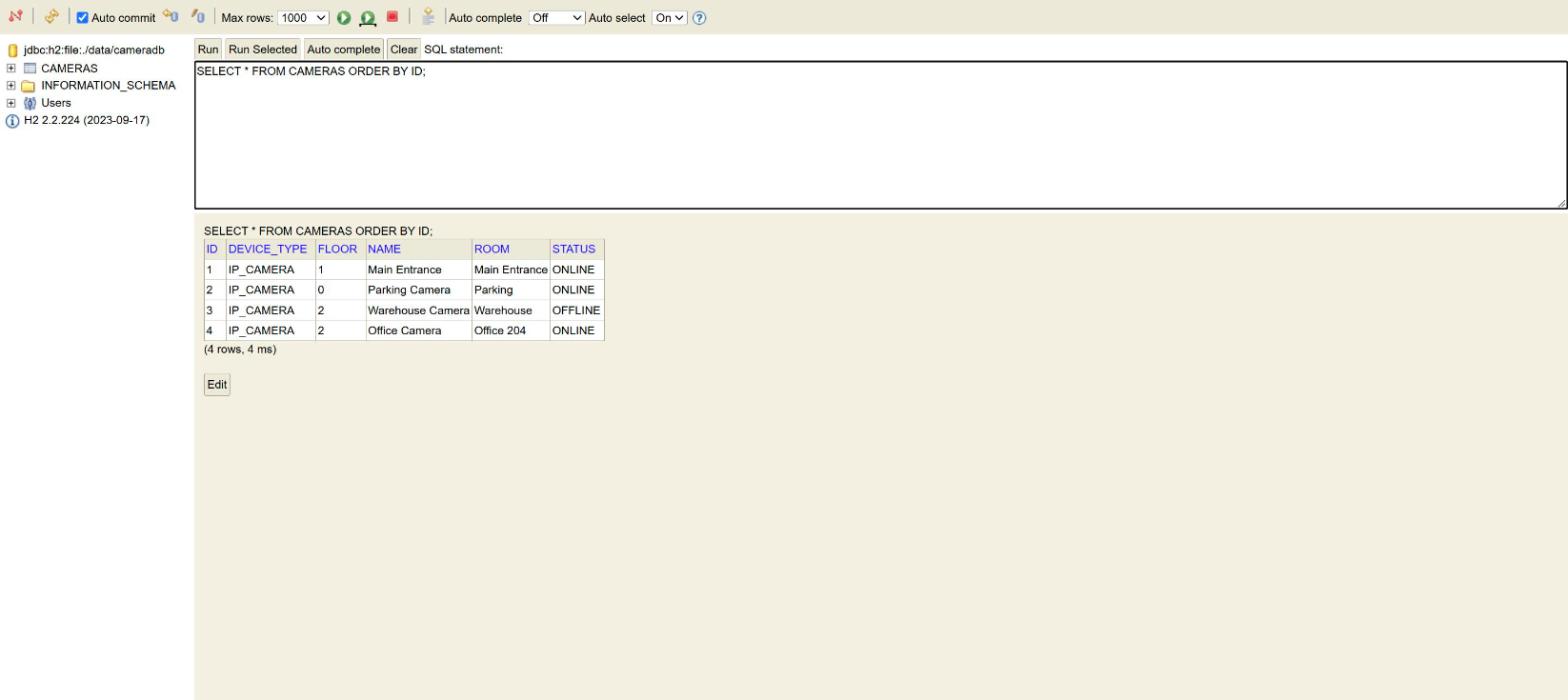 Auto commit Max rows: 1000 Auto complete Off Auto select On ?
jdbc:h2:file:./data/cameradb
CAMERAS
INFORMATION_SCHEMA
Users
H2 2.2.224 (2023-09-17)
Run Run Selected Auto complete Clear SQL statement:
SELECT * FROM CAMERAS ORDER BY ID;
SELECT * FROM CAMERAS ORDER BY ID;
ID DEVICE_TYPE FLOOR NAME ROOM STATUS
1 IP_CAMERA 1 Main Entrance Main Entrance ONLINE
2 IP_CAMERA 0 Parking Camera Parking ONLINE
3 IP_CAMERA 2 Warehouse Camera Warehouse OFFLINE
4 IP_CAMERA 2 Office Camera Office 204 ONLINE
(4 rows, 4 ms)
Edit